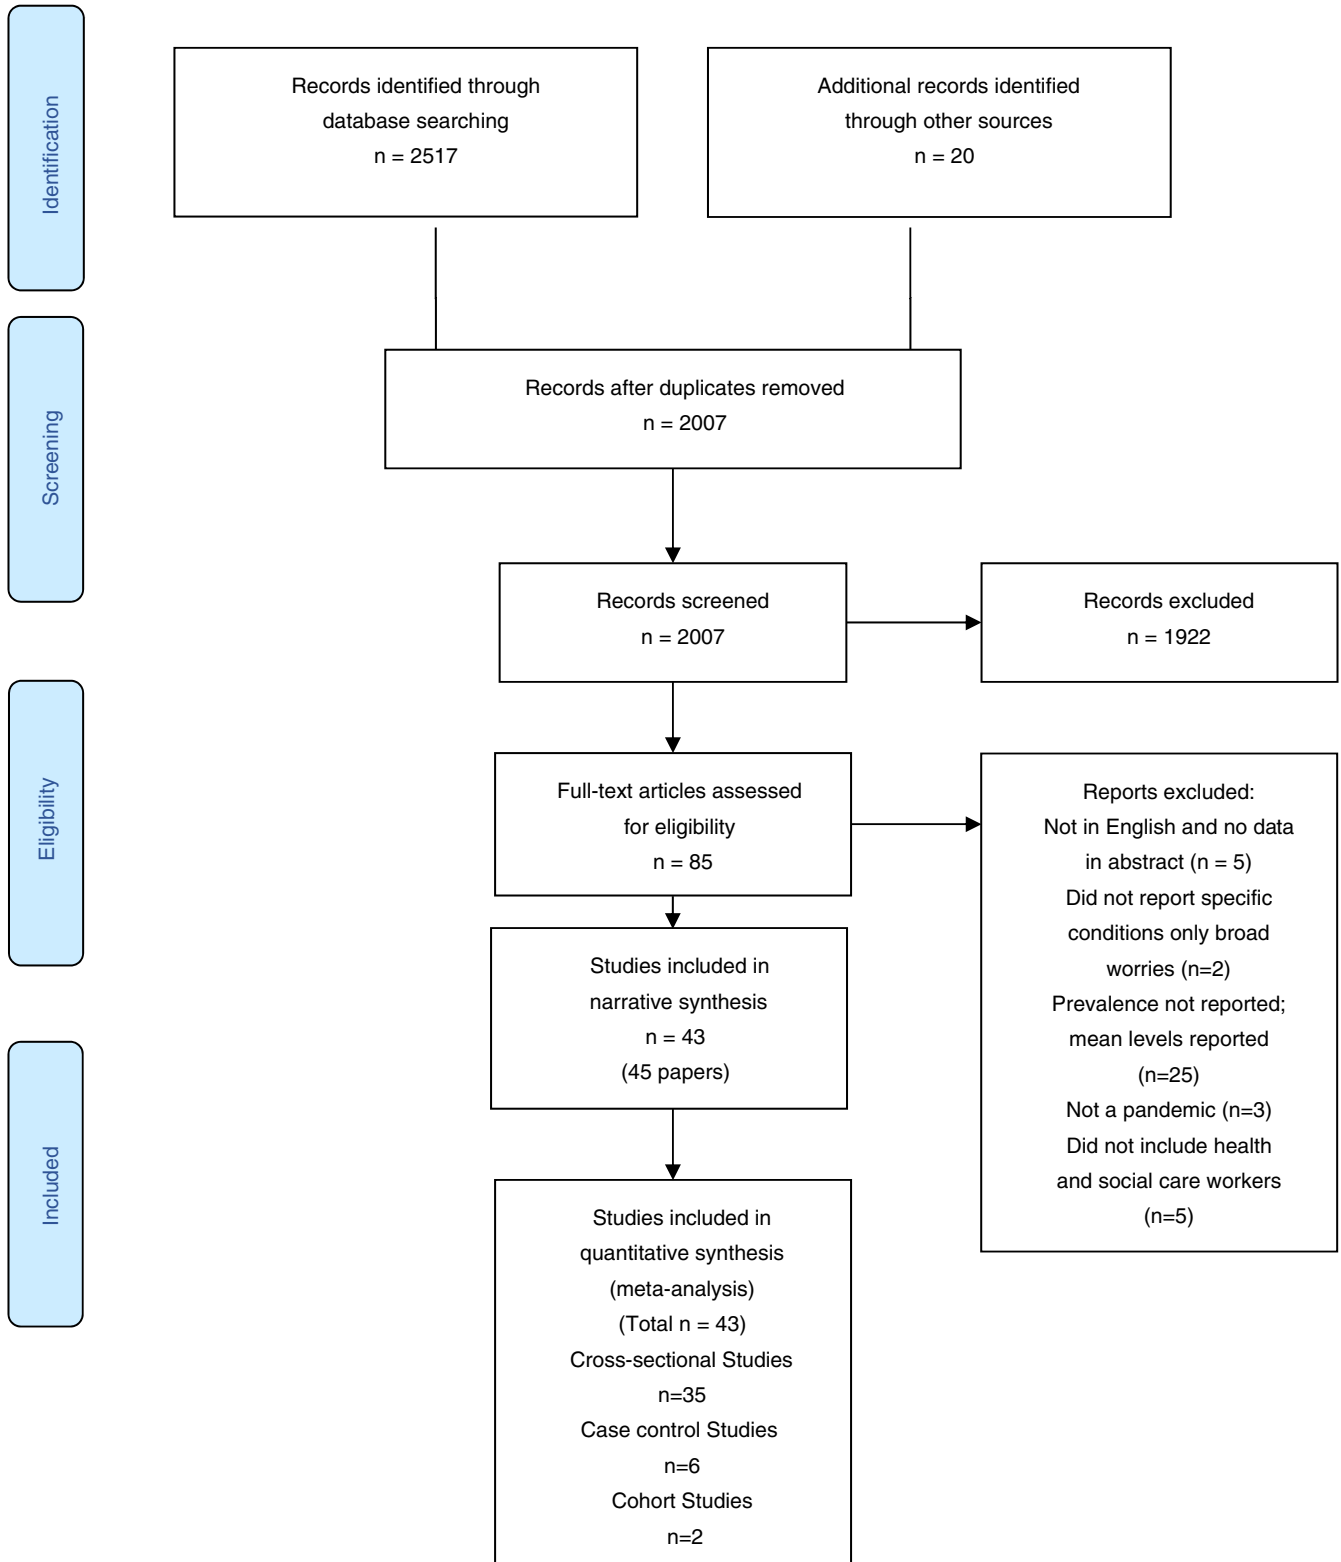 Identification
Records identified through
database searching
n = 2517
Additional records identified
through other sources
n = 20
Screening
Records after duplicates removed
n = 2007
Records screened
n = 2007
Records excluded
n = 1922
Eligibility
Full-text articles assessed
for eligibility
n = 85
Reports excluded:
Not in English and no data
in abstract (n = 5)
Did not report specific
conditions only broad
worries (n=2)
Prevalence not reported;
mean levels reported
(n=25)
Not a pandemic (n=3)
Did not include health
and social care workers
(n=5)
Studies included in
narrative synthesis
n = 43
(45 papers)
Included
Studies included in
quantitative synthesis
(meta-analysis)
(Total n = 43)
Cross-sectional Studies
n=35
Case control Studies
n=6
Cohort Studies
n=2